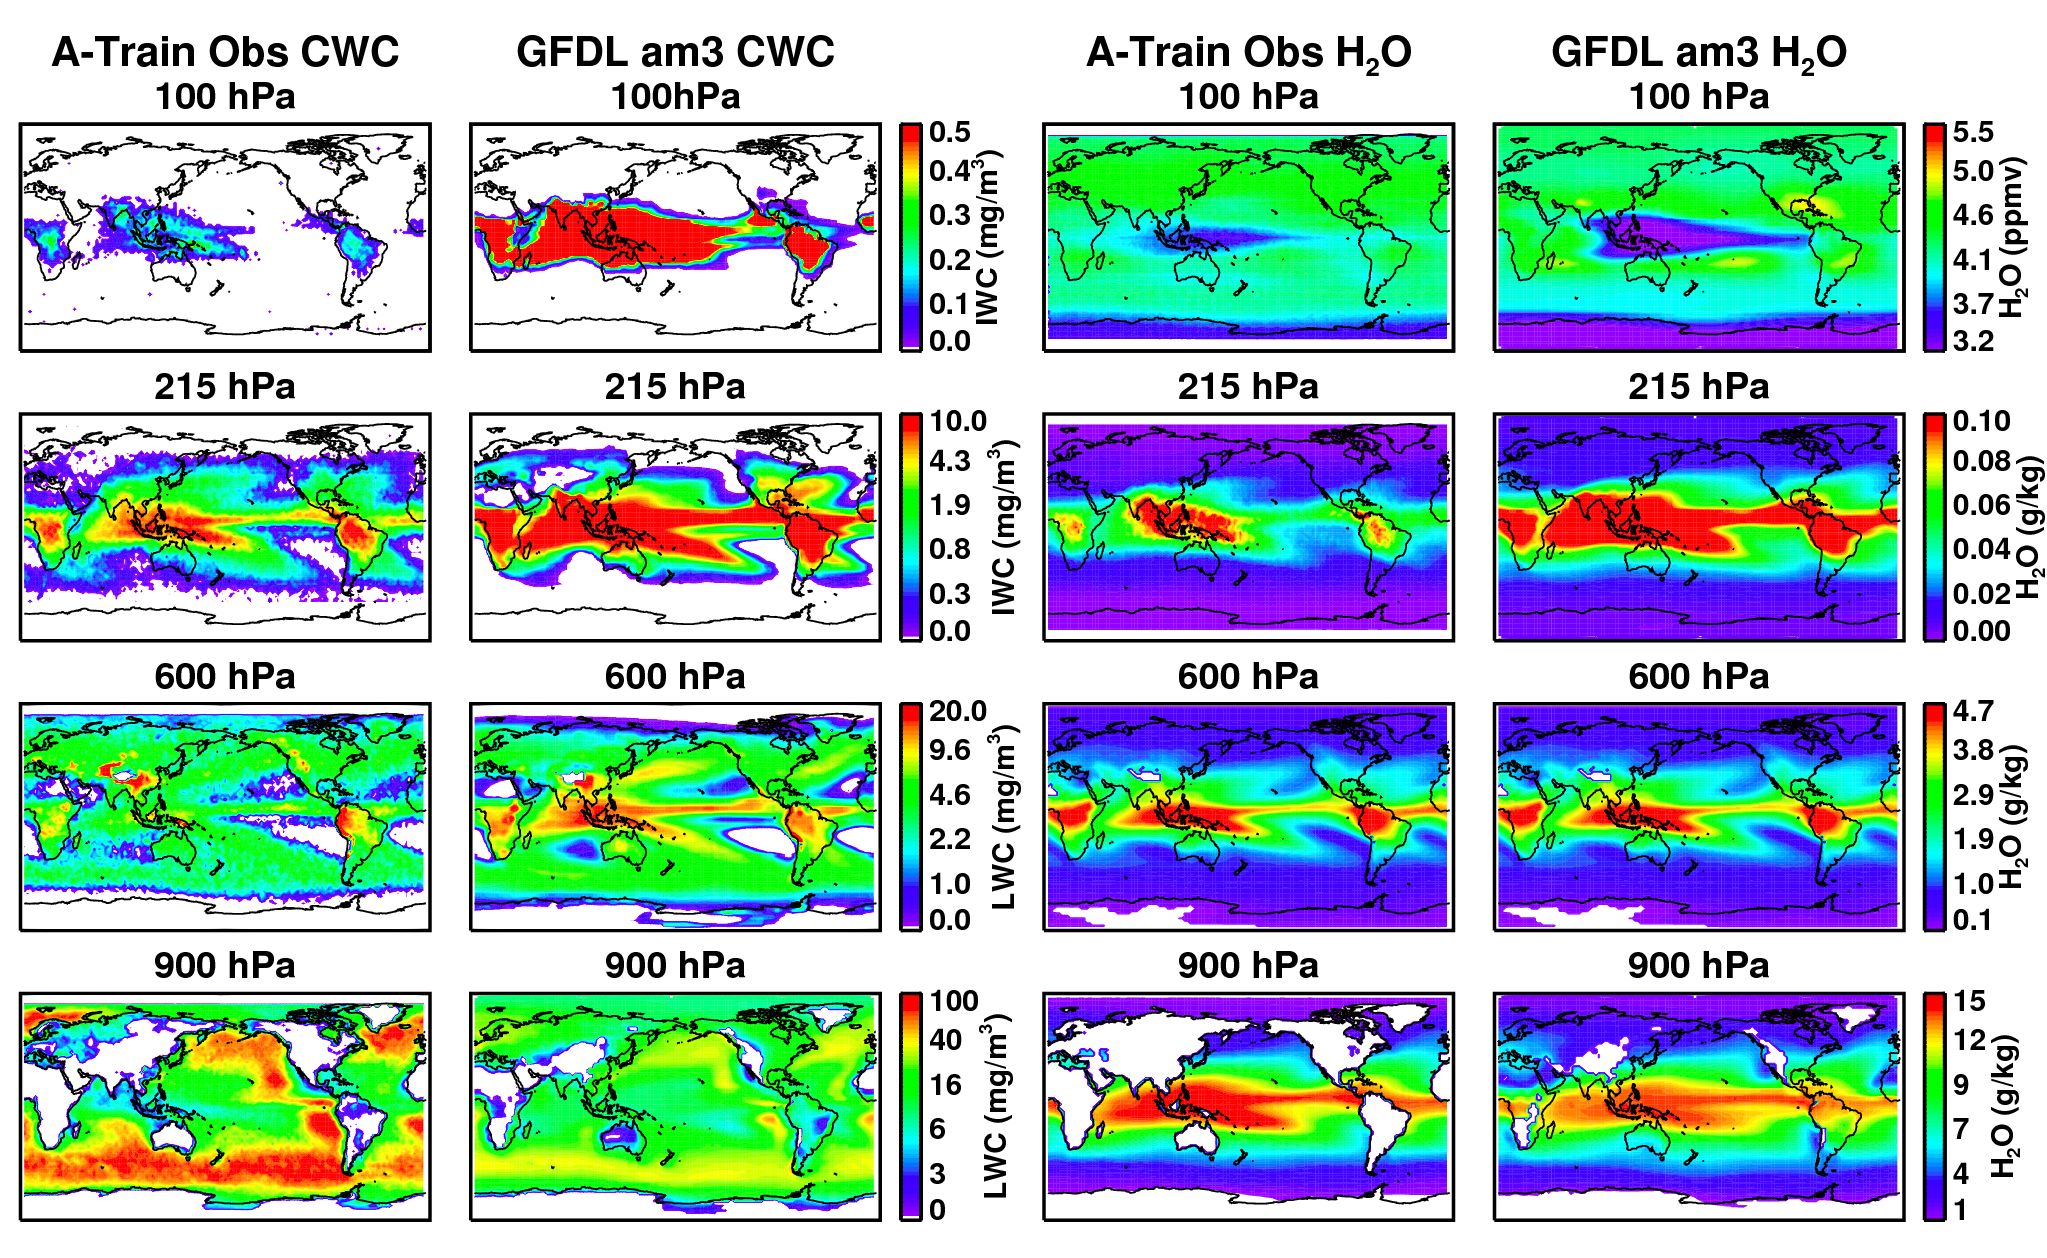 A-Train Obs CWC
GFDL am3 CWC
A-Train Obs H2O
GFDL am3 H2O
100 hPa
100hPa
100 hPa
100 hPa
0.5
0.4
0.3
0.2
0.1
0.0
IWC (mg/m3)
5.5
5.0
4.6
4.1
3.7
3.2
H2O (ppmv)
215 hPa
215 hPa
215 hPa
215 hPa
10.0
4.3
1.9
0.8
0.3
0.0
IWC (mg/m3)
0.10
0.08
0.06
0.04
0.02
0.00
H2O (g/kg)
600 hPa
600 hPa
600 hPa
600 hPa
20.0
9.6
4.6
2.2
1.0
0.0
LWC (mg/m3)
4.7
3.8
2.9
1.9
1.0
0.1
H2O (g/kg)
900 hPa
900 hPa
900 hPa
900 hPa
100
40
16
6
3
0
LWC (mg/m3)
15
12
9
7
4
1
H2O (g/kg)